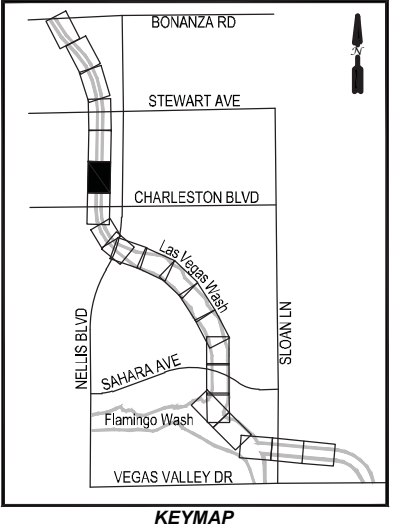 BONANZA RD
N
STEWART AVE
CHARLESTON BLVD
Las Vegas Wash
NELLIS BLVD
SLOAN LN
SAHARA AVE
Flamingo Wash
VEGAS VALLEY DR
KEYMAP